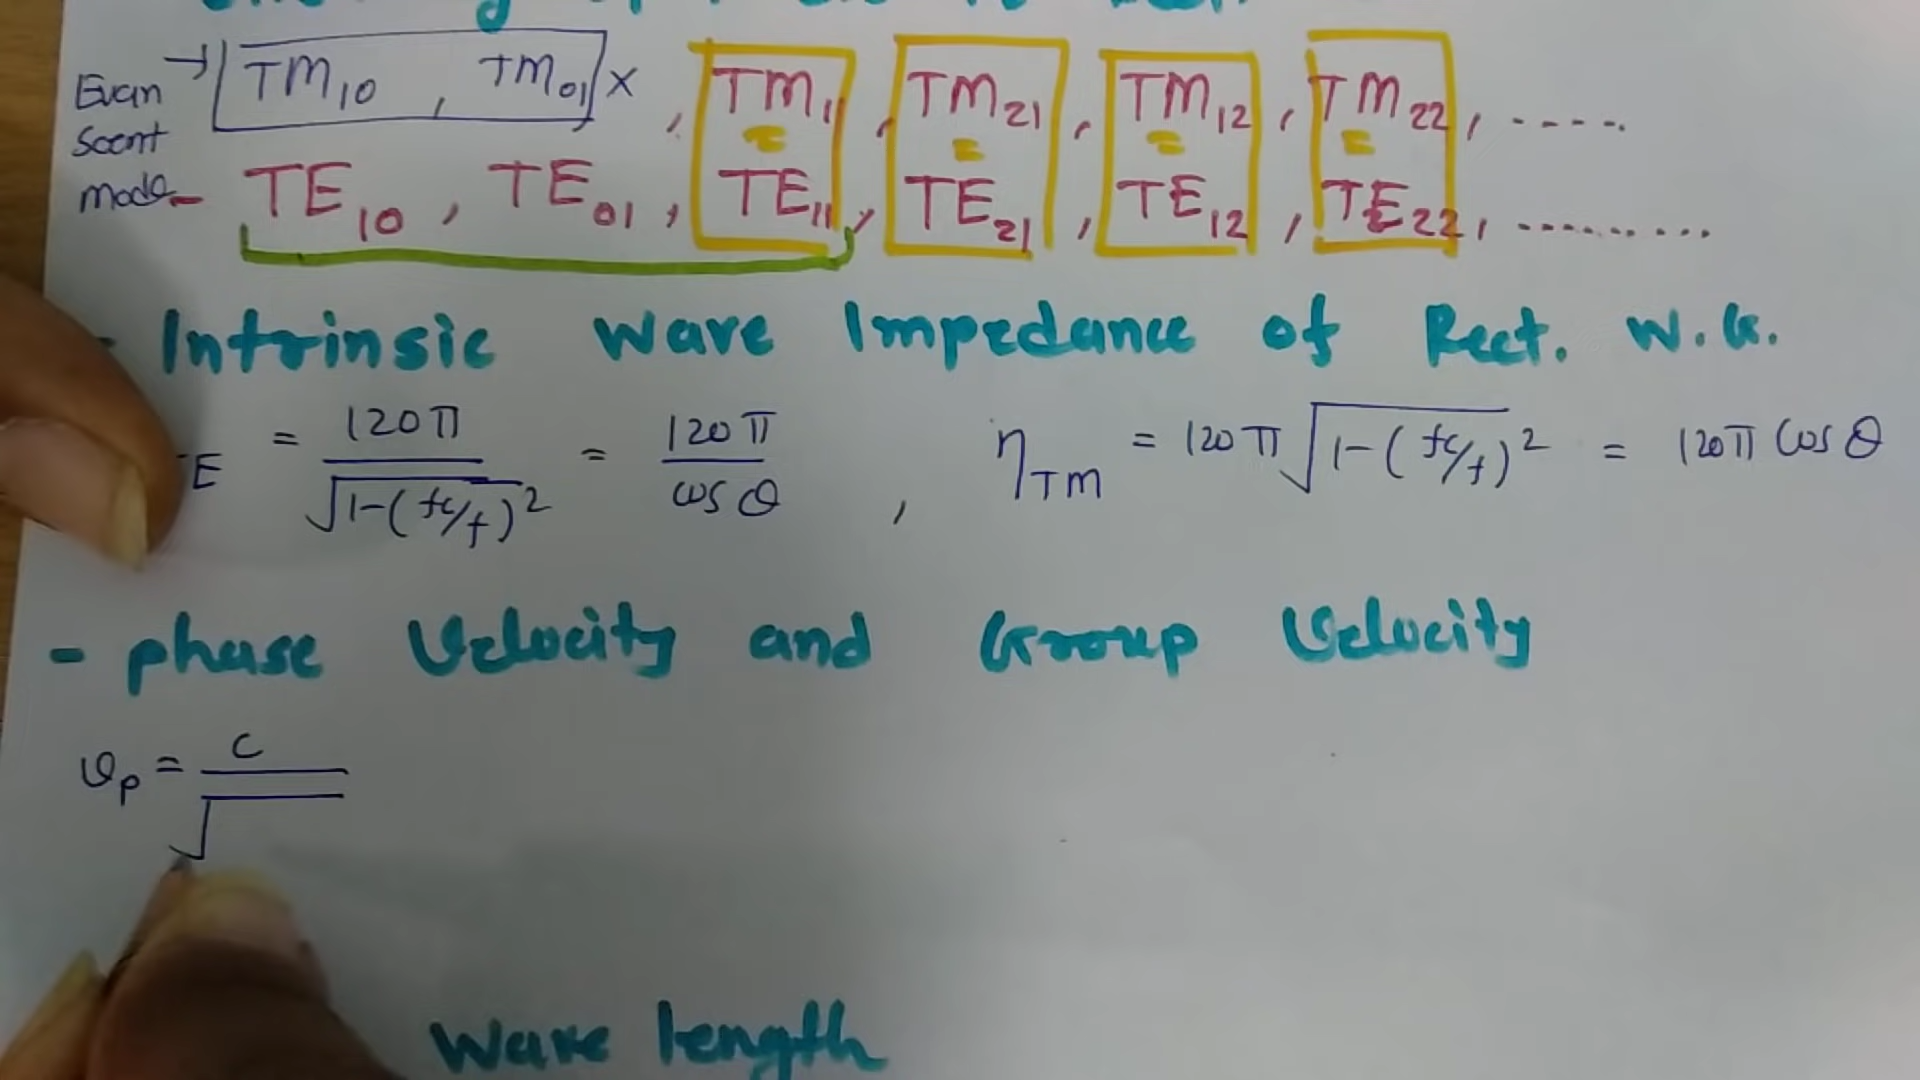 Evan → TM10 , TM01 x , TM11 , TM21 , TM12 , TM22 , -----
Scent = = = =
mode - TE10 , TE01 , TE11 , TE21 , TE12 , TE22 , .........
- Intrinsic Wave Impedance of Rect. W.G.
TE = 120π / √1-(fc/f)² = 120π / cos θ , ηTM = 120π √1-(fc/f)² = 120π cos θ
- phase Velocity and Group Velocity
υp = c / √
Wave length